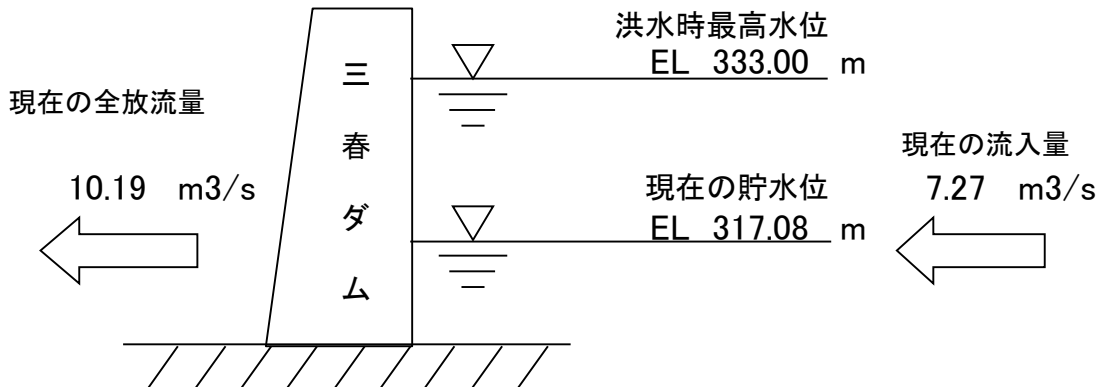 洪水時最高水位
EL 333.00 m
現在の全放流量
10.19 m3/s
三春ダム
現在の流入量
7.27 m3/s
現在の貯水位
EL 317.08 m